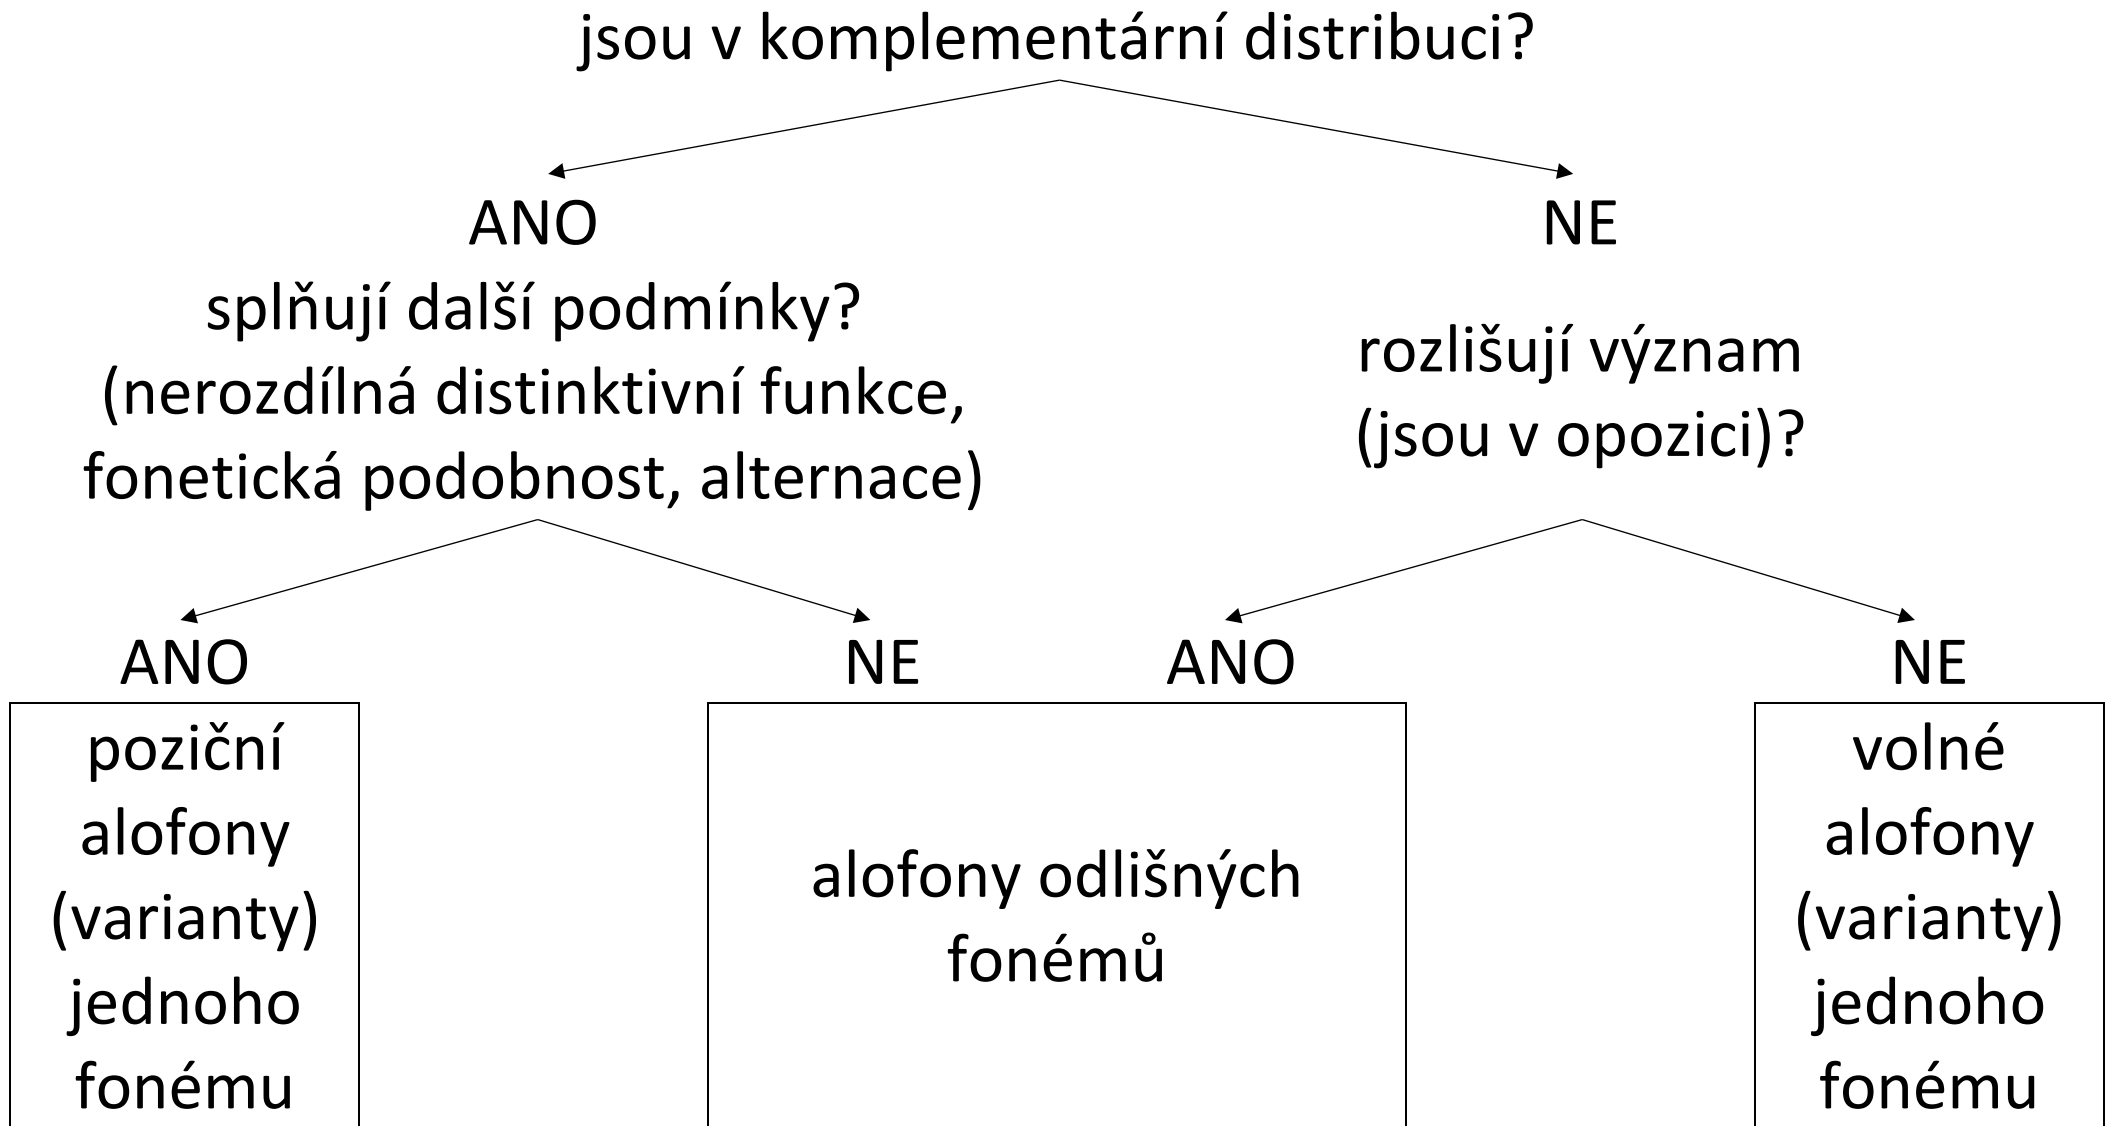 jsou v komplementární distribuci?
ANO
splňují další podmínky?
(nerozdílná distinktivní funkce,
fonetická podobnost, alternace)
NE
rozlišují význam
(jsou v opozici)?
ANO
poziční
alofony
(varianty)
jednoho
fonému
NE
ANO
alofony odlišných
fonémů
NE
volné
alofony
(varianty)
jednoho
fonému